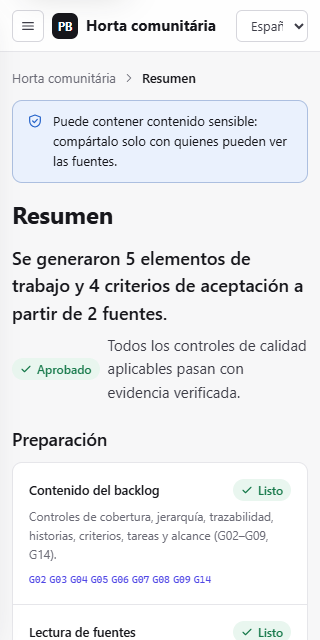 PB Horta comunitária Españ
Horta comunitária > Resumen
Puede contener contenido sensible:
compártalo solo con quienes pueden ver
las fuentes.
Resumen
Se generaron 5 elementos de
trabajo y 4 criterios de aceptación a
partir de 2 fuentes.
Aprobado
Todos los controles de calidad
aplicables pasan con
evidencia verificada.
Preparación
Contenido del backlog Listo
Controles de cobertura, jerarquía, trazabilidad,
historias, criterios, tareas y alcance (G02–G09,
G14).
G02 G03 G04 G05 G06 G07 G08 G09 G14
Lectura de fuentes Listo